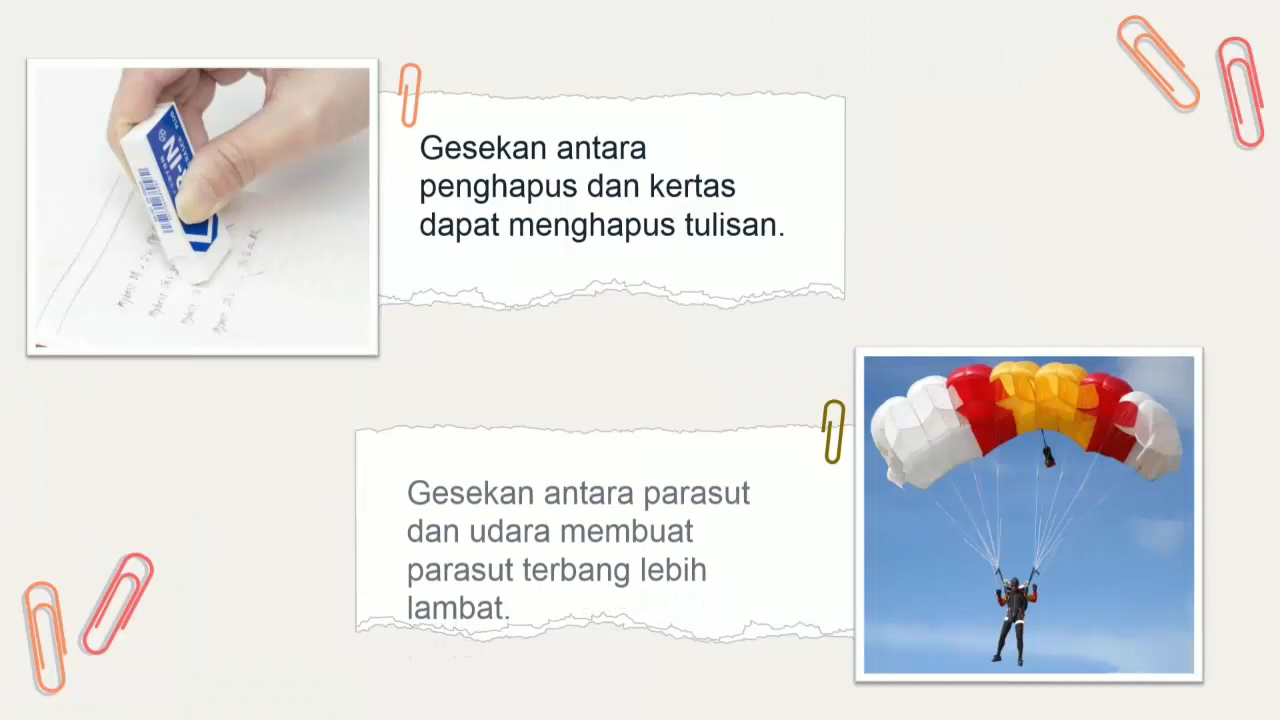 Gesekan antara
penghapus dan kertas
dapat menghapus tulisan.
Gesekan antara parasut
dan udara membuat
parasut terbang lebih
lambat.